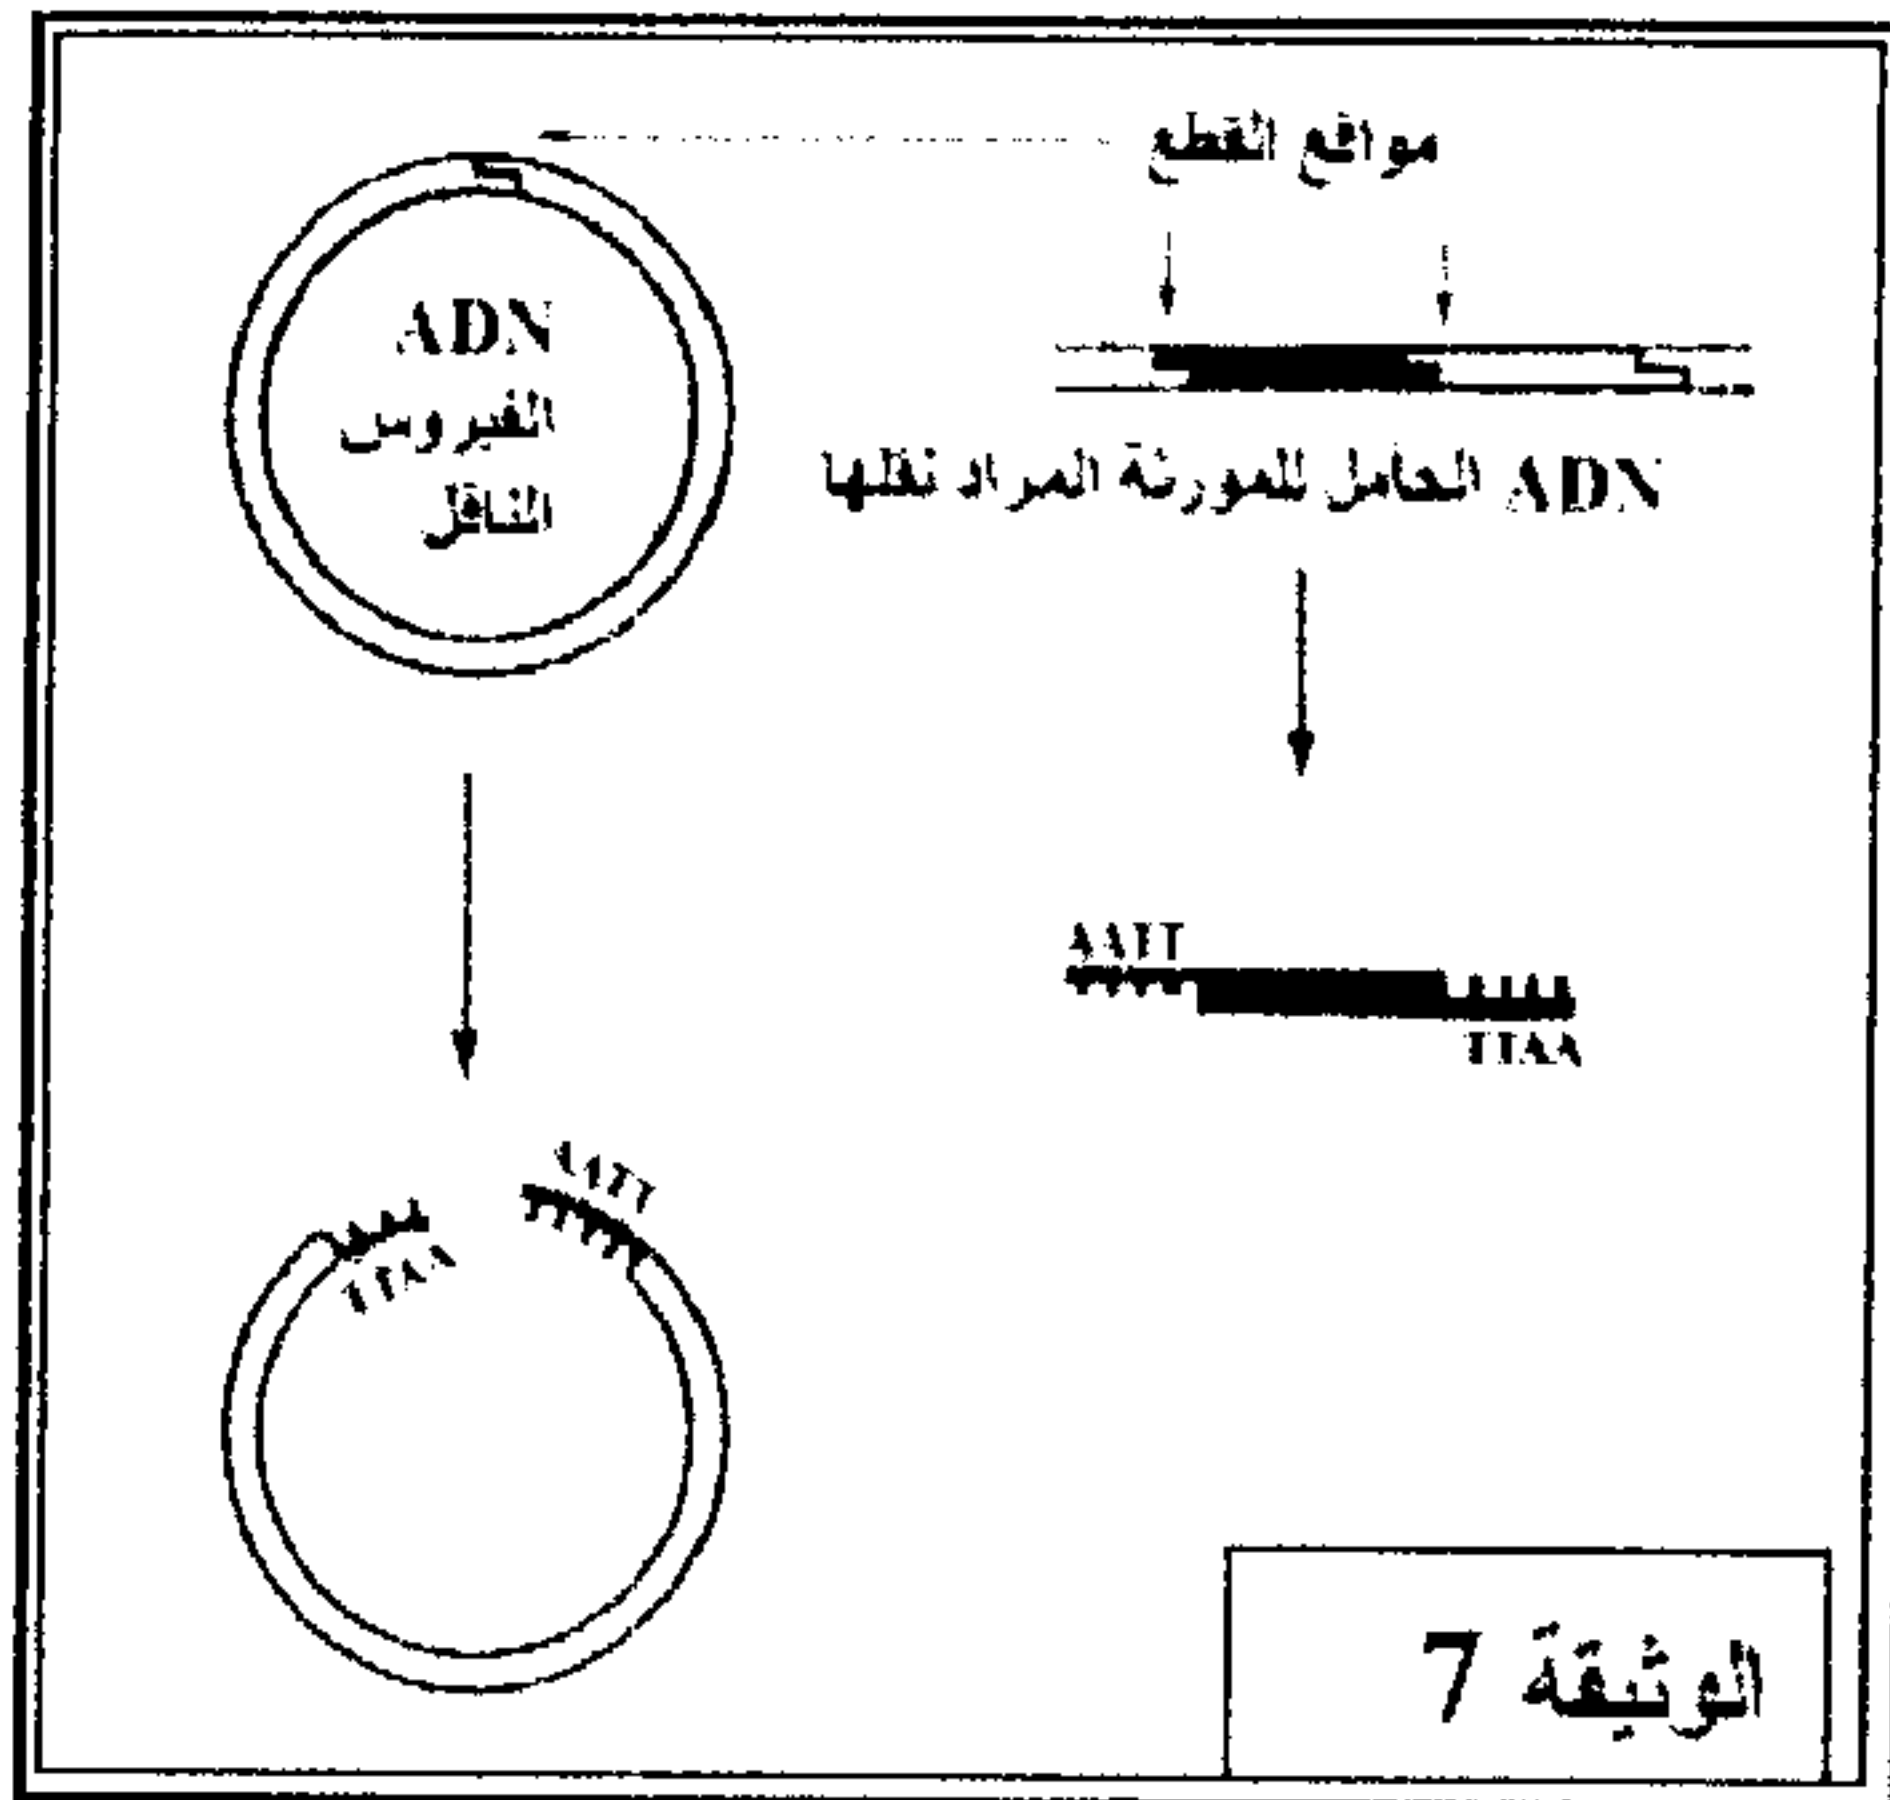 مواقع القطع
ADN
الفيروس
الناقل
ADN الحامل للمورثة المراد نقلها
AATT
TTAA
AATT
TTAA
الوثيقة 7